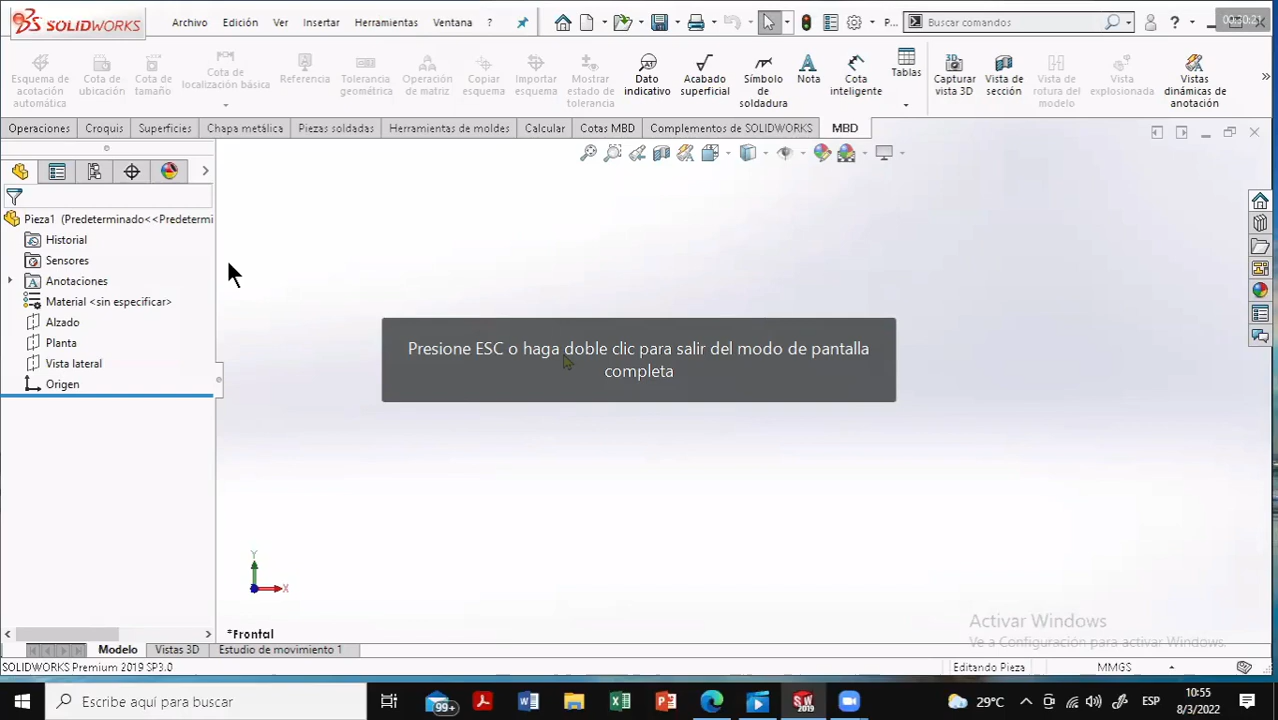 SOLIDWORKS
Archivo Edición Ver Insertar Herramientas Ventana ?
P... Buscar comandos ?
Esquema de acotación automática
Cota de ubicación
Cota de tamaño
Cota de localización básica
Referencia
Tolerancia geométrica
Operación de matriz
Copiar esquema
Importar esquema
Mostrar estado de tolerancia
Dato indicativo
Acabado superficial
Símbolo de soldadura
Nota
Cota inteligente
Tablas
Capturar vista 3D
Vista de sección
Vista de rotura del modelo
Vista explosionada
Vistas dinámicas de anotación
Operaciones Croquis Superficies Chapa metálica Piezas soldadas Herramientas de moldes Calcular Cotas MBD Complementos de SOLIDWORKS MBD
Pieza1 (Predeterminado<<Predetermi
Historial
Sensores
Anotaciones
Material <sin especificar>
Alzado
Planta
Vista lateral
Origen
Presione ESC o haga doble clic para salir del modo de pantalla
completa
Y
X
*Frontal
Activar Windows
Ve a Configuración para activar Windows.
Modelo Vistas 3D Estudio de movimiento 1
SOLIDWORKS Premium 2019 SP3.0 Editando Pieza MMGS
Escribe aquí para buscar
99+
2019
29°C
ESP
10:55
8/3/2022